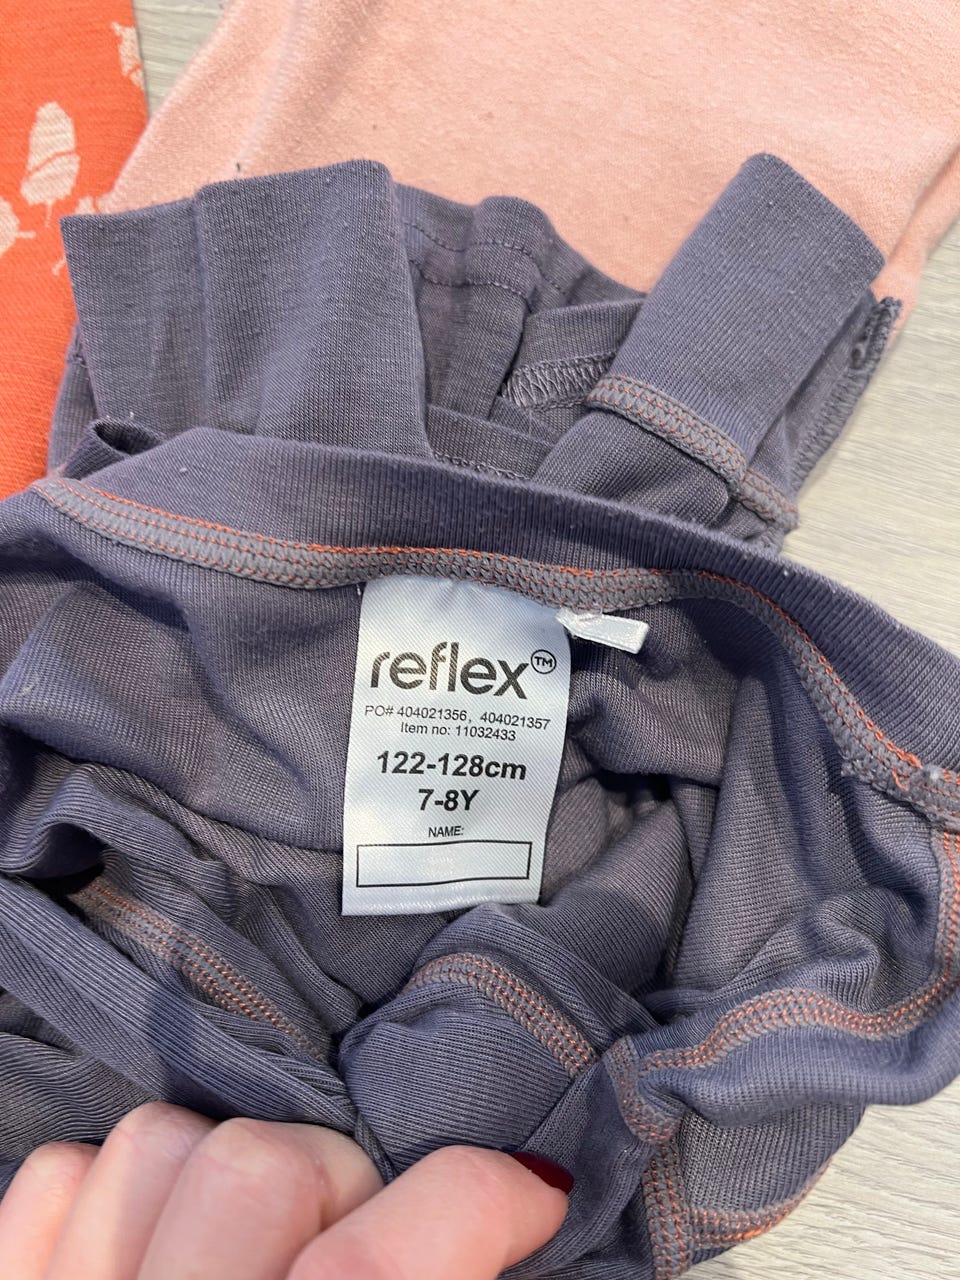 reflex™
PO# 404021356, 404021357
Item no: 11032433
122-128cm
7-8Y
NAME: